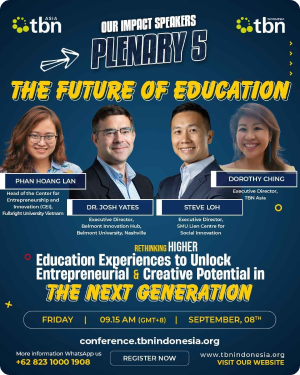 tbn ASIA
OUR IMPACT SPEAKERS
tbn INDONESIA
PLENARY 5
THE FUTURE OF EDUCATION
PHAN HOANG LAN
Head of the Center for
Entrepreneurship and
Innovation (CEI),
Fulbright University Vietnam
DR. JOSH YATES
Executive Director,
Belmont Innovation Hub,
Belmont University, Nashville
STEVE LOH
Executive Director,
SMU Lien Centre for
Social Innovation
DOROTHY CHING
Executive Director,
TBN Asia
RETHINKING HIGHER
Education Experiences to Unlock
Entrepreneurial & Creative Potential in
THE NEXT GENERATION
FRIDAY | 09.15 AM (GMT+8) | SEPTEMBER, 08TH
conference.tbnindonesia.org
More information WhatsApp us
+62 823 1000 1908
REGISTER NOW
www.tbnindonesia.org
VISIT OUR WEBSITE